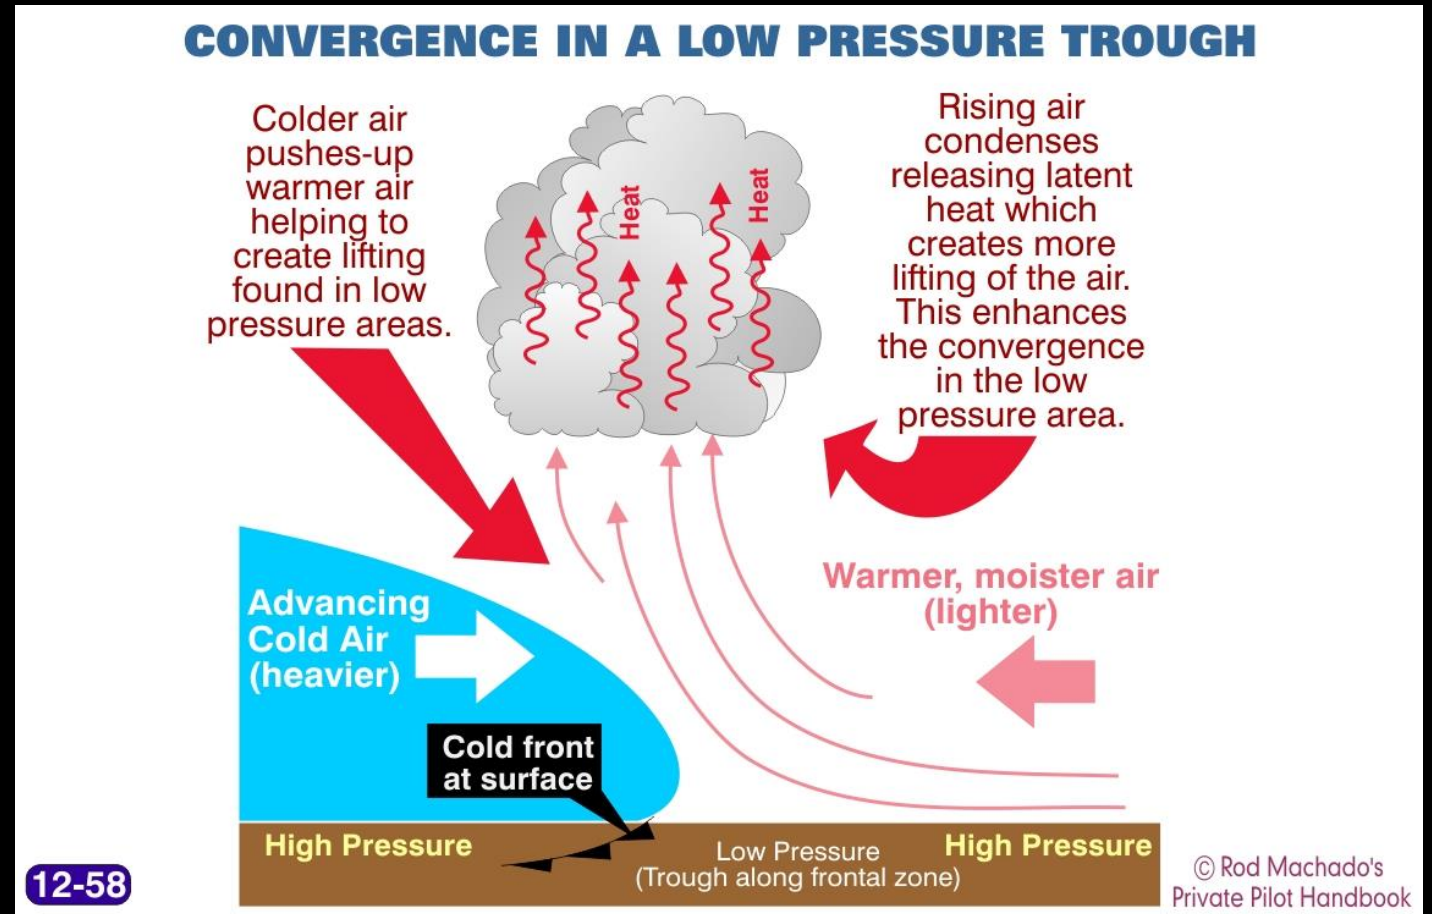 CONVERGENCE IN A LOW PRESSURE TROUGH
Colder air
pushes-up
warmer air
helping to
create lifting
found in low
pressure areas.
Rising air
condenses
releasing latent
heat which
creates more
lifting of the air.
This enhances
the convergence
in the low
pressure area.
Heat
Heat
Warmer, moister air
(lighter)
Advancing
Cold Air
(heavier)
Cold front
at surface
High Pressure
Low Pressure
(Trough along frontal zone)
High Pressure
12-58
© Rod Machado's
Private Pilot Handbook